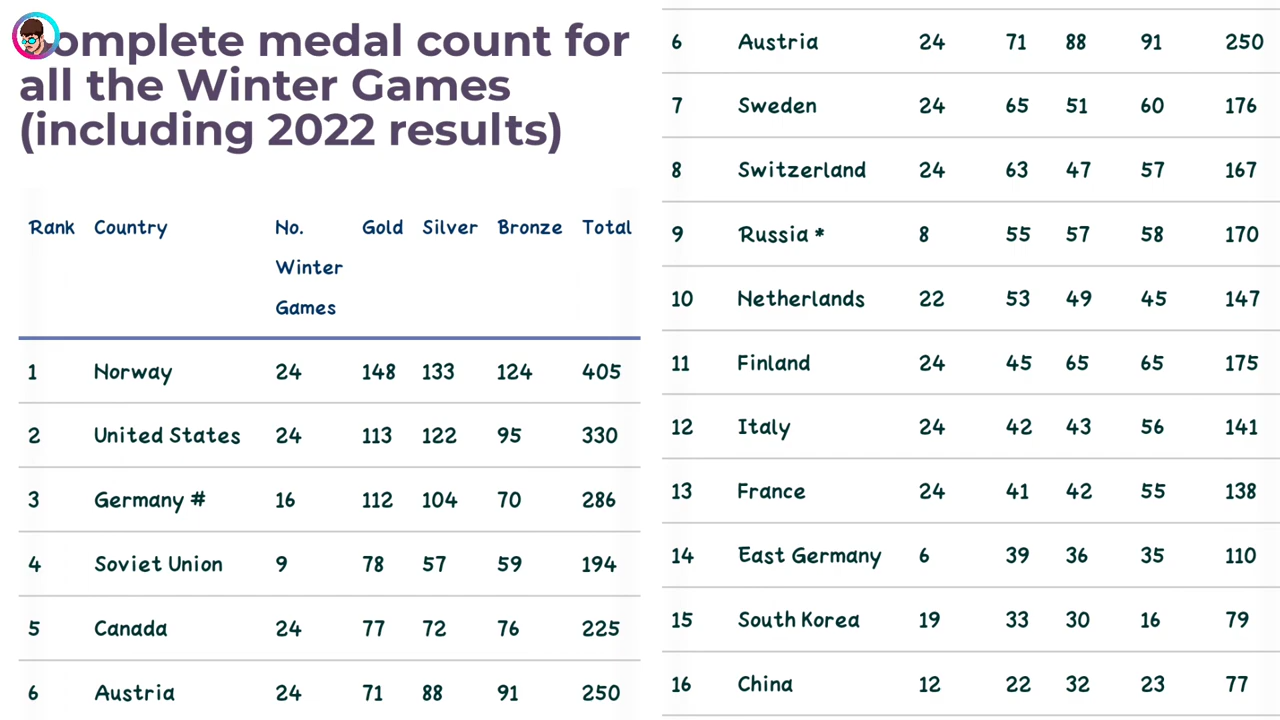 Complete medal count for
all the Winter Games
(including 2022 results)
Rank Country No. Winter Games Gold Silver Bronze Total
1 Norway 24 148 133 124 405
2 United States 24 113 122 95 330
3 Germany # 16 112 104 70 286
4 Soviet Union 9 78 57 59 194
5 Canada 24 77 72 76 225
6 Austria 24 71 88 91 250
6 Austria 24 71 88 91 250
7 Sweden 24 65 51 60 176
8 Switzerland 24 63 47 57 167
9 Russia * 8 55 57 58 170
10 Netherlands 22 53 49 45 147
11 Finland 24 45 65 65 175
12 Italy 24 42 43 56 141
13 France 24 41 42 55 138
14 East Germany 6 39 36 35 110
15 South Korea 19 33 30 16 79
16 China 12 22 32 23 77